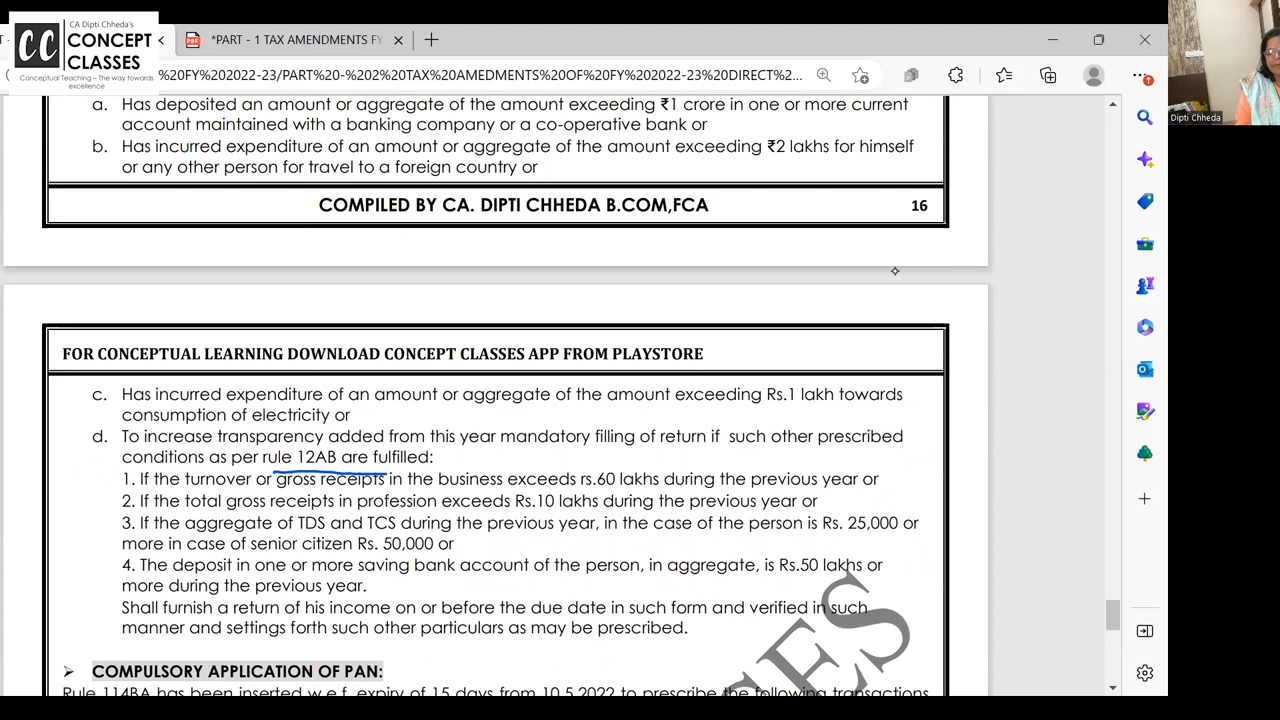 CA Dipti Chheda's
CC CONCEPT
CLASSES
Conceptual Teaching – The way towards
excellence
*PART - 1 TAX AMENDMENTS FY
%20FY%202022-23/PART%20-%202%20TAX%20AMEDMENTS%20OF%20FY%202022-23%20DIRECT%2...
Dipti Chheda
a. Has deposited an amount or aggregate of the amount exceeding ₹1 crore in one or more current
account maintained with a banking company or a co-operative bank or
b. Has incurred expenditure of an amount or aggregate of the amount exceeding ₹2 lakhs for himself
or any other person for travel to a foreign country or
COMPILED BY CA. DIPTI CHHEDA B.COM,FCA 16
FOR CONCEPTUAL LEARNING DOWNLOAD CONCEPT CLASSES APP FROM PLAYSTORE
c. Has incurred expenditure of an amount or aggregate of the amount exceeding Rs.1 lakh towards
consumption of electricity or
d. To increase transparency added from this year mandatory filling of return if such other prescribed
conditions as per rule 12AB are fulfilled:
1. If the turnover or gross receipts in the business exceeds rs.60 lakhs during the previous year or
2. If the total gross receipts in profession exceeds Rs.10 lakhs during the previous year or
3. If the aggregate of TDS and TCS during the previous year, in the case of the person is Rs. 25,000 or
more in case of senior citizen Rs. 50,000 or
4. The deposit in one or more saving bank account of the person, in aggregate, is Rs.50 lakhs or
more during the previous year.
Shall furnish a return of his income on or before the due date in such form and verified in such
manner and settings forth such other particulars as may be prescribed.
➢ COMPULSORY APPLICATION OF PAN:
Rule 114BA has been inserted w.e.f. expiry of 15 days from 10.5.2022 to prescribe the following transactions